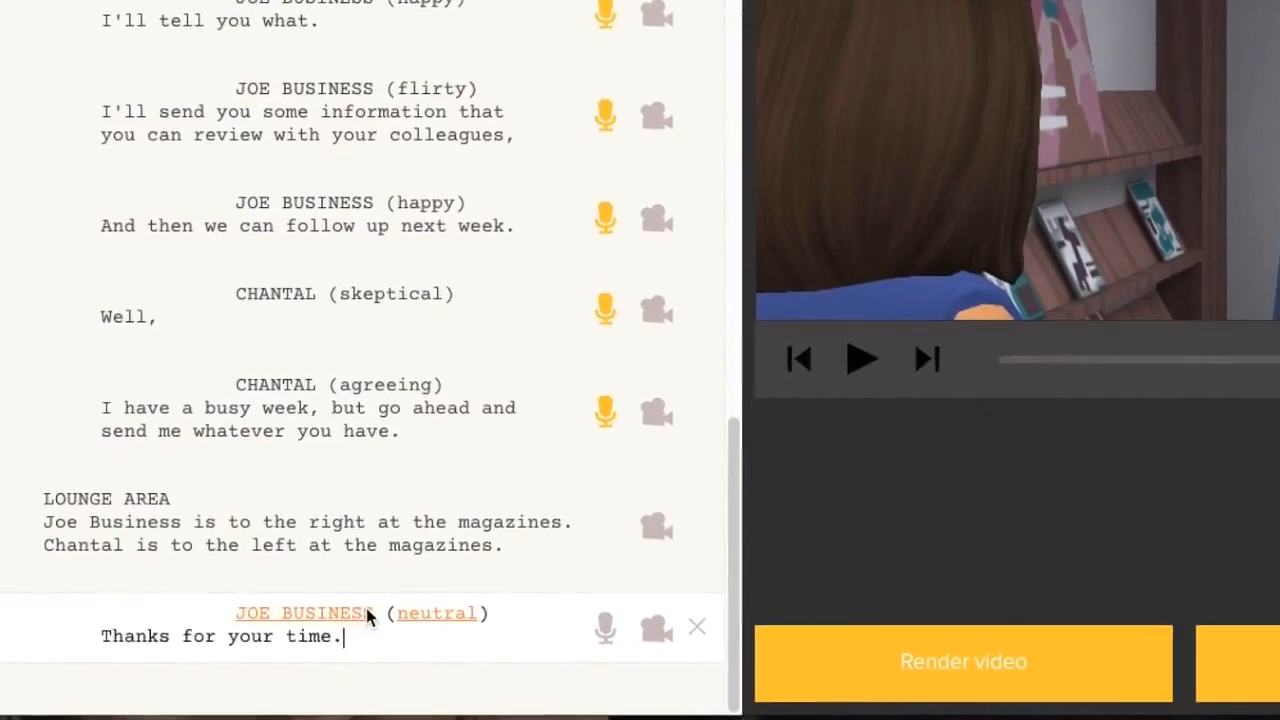 JOE BUSINESS (happy)
I'll tell you what.
JOE BUSINESS (flirty)
I'll send you some information that
you can review with your colleagues,
JOE BUSINESS (happy)
And then we can follow up next week.
CHANTAL (skeptical)
Well,
CHANTAL (agreeing)
I have a busy week, but go ahead and
send me whatever you have.
LOUNGE AREA
Joe Business is to the right at the magazines.
Chantal is to the left at the magazines.
JOE BUSINESS (neutral)
Thanks for your time.
Render video